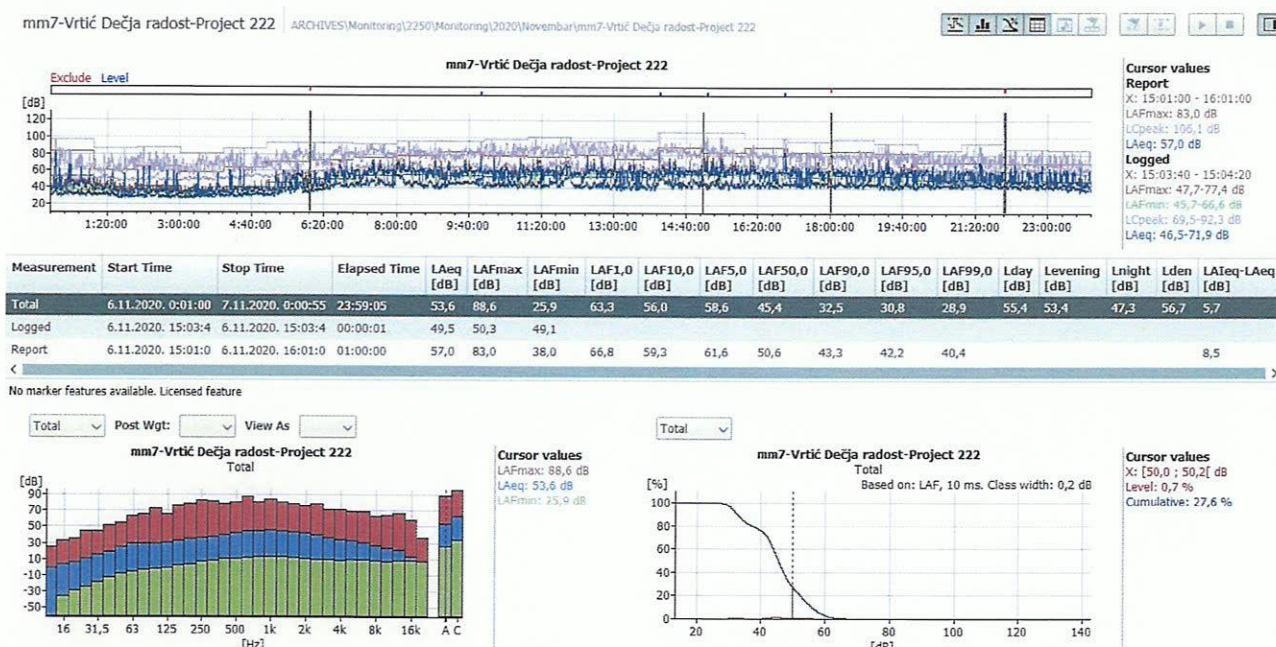 mm7-Vrtić Dečja radost-Project 222 ARCHIVES\Monitoring\2250\Monitoring\2020\Novembar\mm7-Vrtić Dečja radost-Project 222
mm7-Vrtić Dečja radost-Project 222
Exclude Level
[dB]
120
100
80
60
40
20
1:20:00 3:00:00 4:40:00 6:20:00 8:00:00 9:40:00 11:20:00 13:00:00 14:40:00 16:20:00 18:00:00 19:40:00 21:20:00 23:00:00
Cursor values
Report
X: 15:01:00 - 16:01:00
LAFmax: 83,0 dB
LCpeak: 106,1 dB
LAeq: 57,0 dB
Logged
X: 15:03:40 - 15:04:20
LAFmax: 47,7-77,4 dB
LAFmin: 45,7-66,6 dB
LCpeak: 69,5-92,3 dB
LAeq: 46,5-71,9 dB
Measurement Start Time Stop Time Elapsed Time LAeq LAFmax LAFmin LAF1,0 LAF10,0 LAF5,0 LAF50,0 LAF90,0 LAF95,0 LAF99,0 Lday Levening Lnight Lden LAIeq-LAeq
[dB] [dB] [dB] [dB] [dB] [dB] [dB] [dB] [dB] [dB] [dB] [dB] [dB] [dB] [dB]
Total 6.11.2020. 0:01:00 7.11.2020. 0:00:55 23:59:05 53,6 88,6 25,9 63,3 56,0 58,6 45,4 32,5 30,8 28,9 55,4 53,4 47,3 56,7 5,7
Logged 6.11.2020. 15:03:4 6.11.2020. 15:03:4 00:00:01 49,5 50,3 49,1
Report 6.11.2020. 15:01:0 6.11.2020. 16:01:0 01:00:00 57,0 83,0 38,0 66,8 59,3 61,6 50,6 43,3 42,2 40,4 8,5
No marker features available. Licensed feature
Total Post Wgt: View As
mm7-Vrtić Dečja radost-Project 222
Total
[dB]
90
70
50
30
10
-10
-30
-50
16 31,5 63 125 250 500 1k 2k 4k 8k 16k A C
[Hz]
Cursor values
LAFmax: 88,6 dB
LAeq: 53,6 dB
LAFmin: 25,9 dB
Total
mm7-Vrtić Dečja radost-Project 222
Total
Based on: LAF, 10 ms. Class width: 0,2 dB
[%]
100
80
60
40
20
0
20 40 60 80 100 120 140
[dB]
Cursor values
X: [50,0 ; 50,2[ dB
Level: 0,7 %
Cumulative: 27,6 %